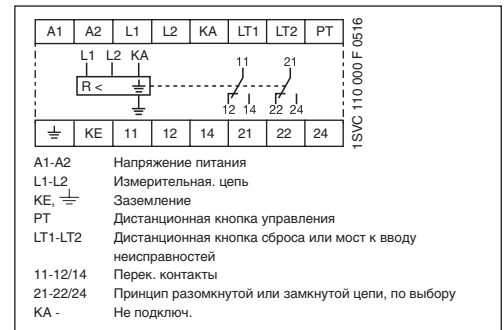 A1 A2 L1 L2 KA LT1 LT2 PT
L1 L2 KA 11 21
R <
12 14 22 24
⏚ KE 11 12 14 21 22 24
1SVC 110 000 F 0516
A1-A2 Напряжение питания
L1-L2 Измерительная. цепь
KE, ⏚ Заземление
PT Дистанционная кнопка управления
LT1-LT2 Дистанционная кнопка сброса или мост к вводу
неисправностей
11-12/14 Перек. контакты
21-22/24 Принцип разомкнутой или замкнутой цепи, по выбору
KA - Не подключ.